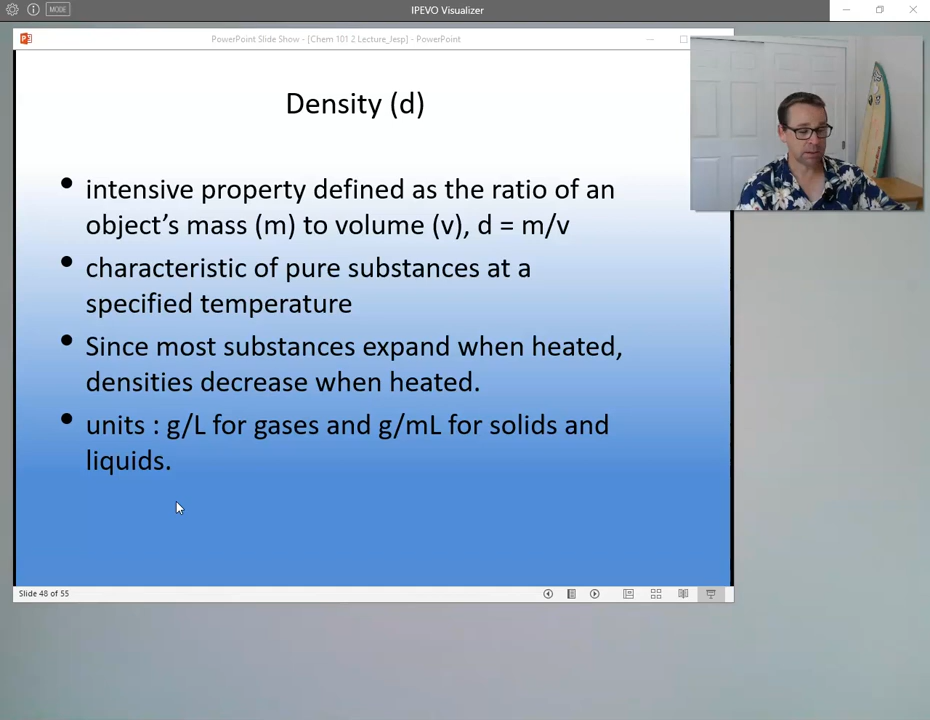 IPEVO Visualizer
MODE
PowerPoint Slide Show - [Chem 101 2 Lecture_Jesp] - PowerPoint
Density (d)
• intensive property defined as the ratio of an
object's mass (m) to volume (v), d = m/v
• characteristic of pure substances at a
specified temperature
• Since most substances expand when heated,
densities decrease when heated.
• units : g/L for gases and g/mL for solids and
liquids.
Slide 48 of 55